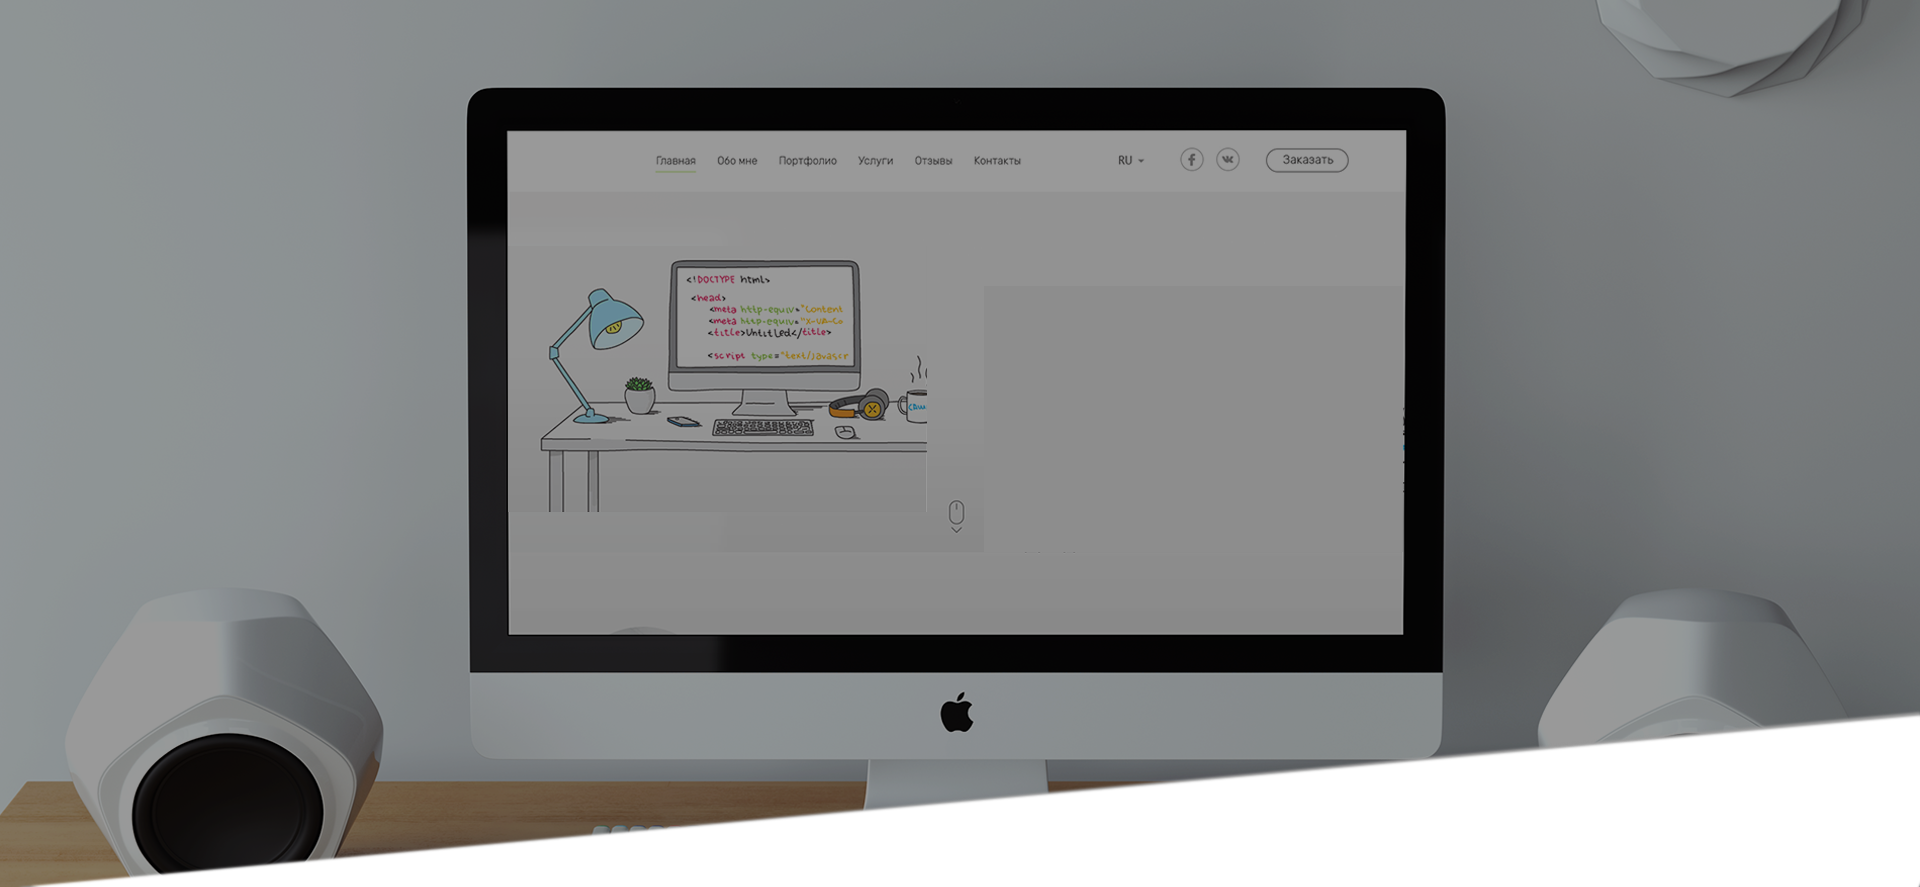 Главная Обо мне Портфолио Услуги Отзывы Контакты RU Заказать
<!DOCTYPE html>
<head>
<meta http-equiv="Content
<meta http-equiv="X-UA-Co
<title>Untitled</title>
<script type="text/javascr